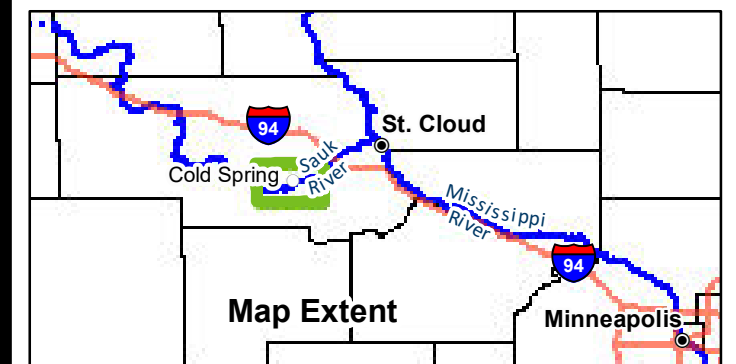 94
St. Cloud
Sauk
River
Cold Spring
Mississippi
River
94
Map Extent
Minneapolis